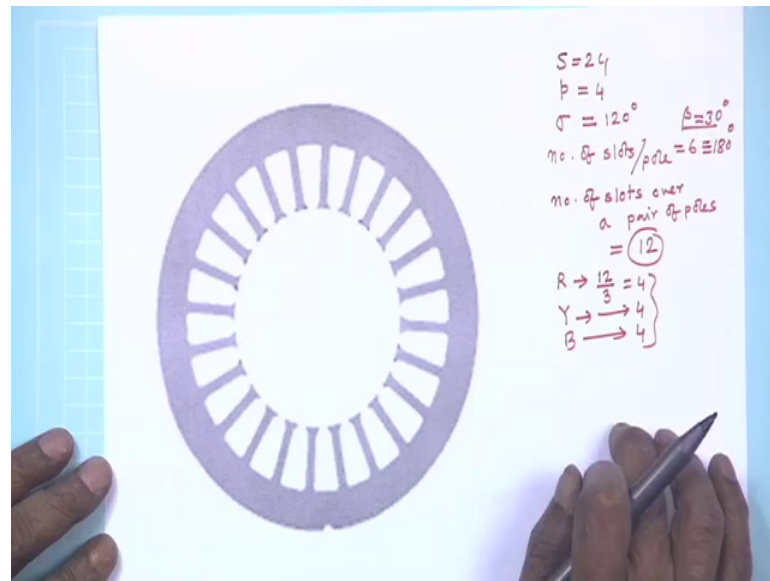 S = 24
p = 4
σ = 120°
β = 30°
no. of slots/pole = 6 ≡ 180°
no. of slots over
a pair of poles
= 12
R → 12/3 = 4
Y → → 4
B → 4